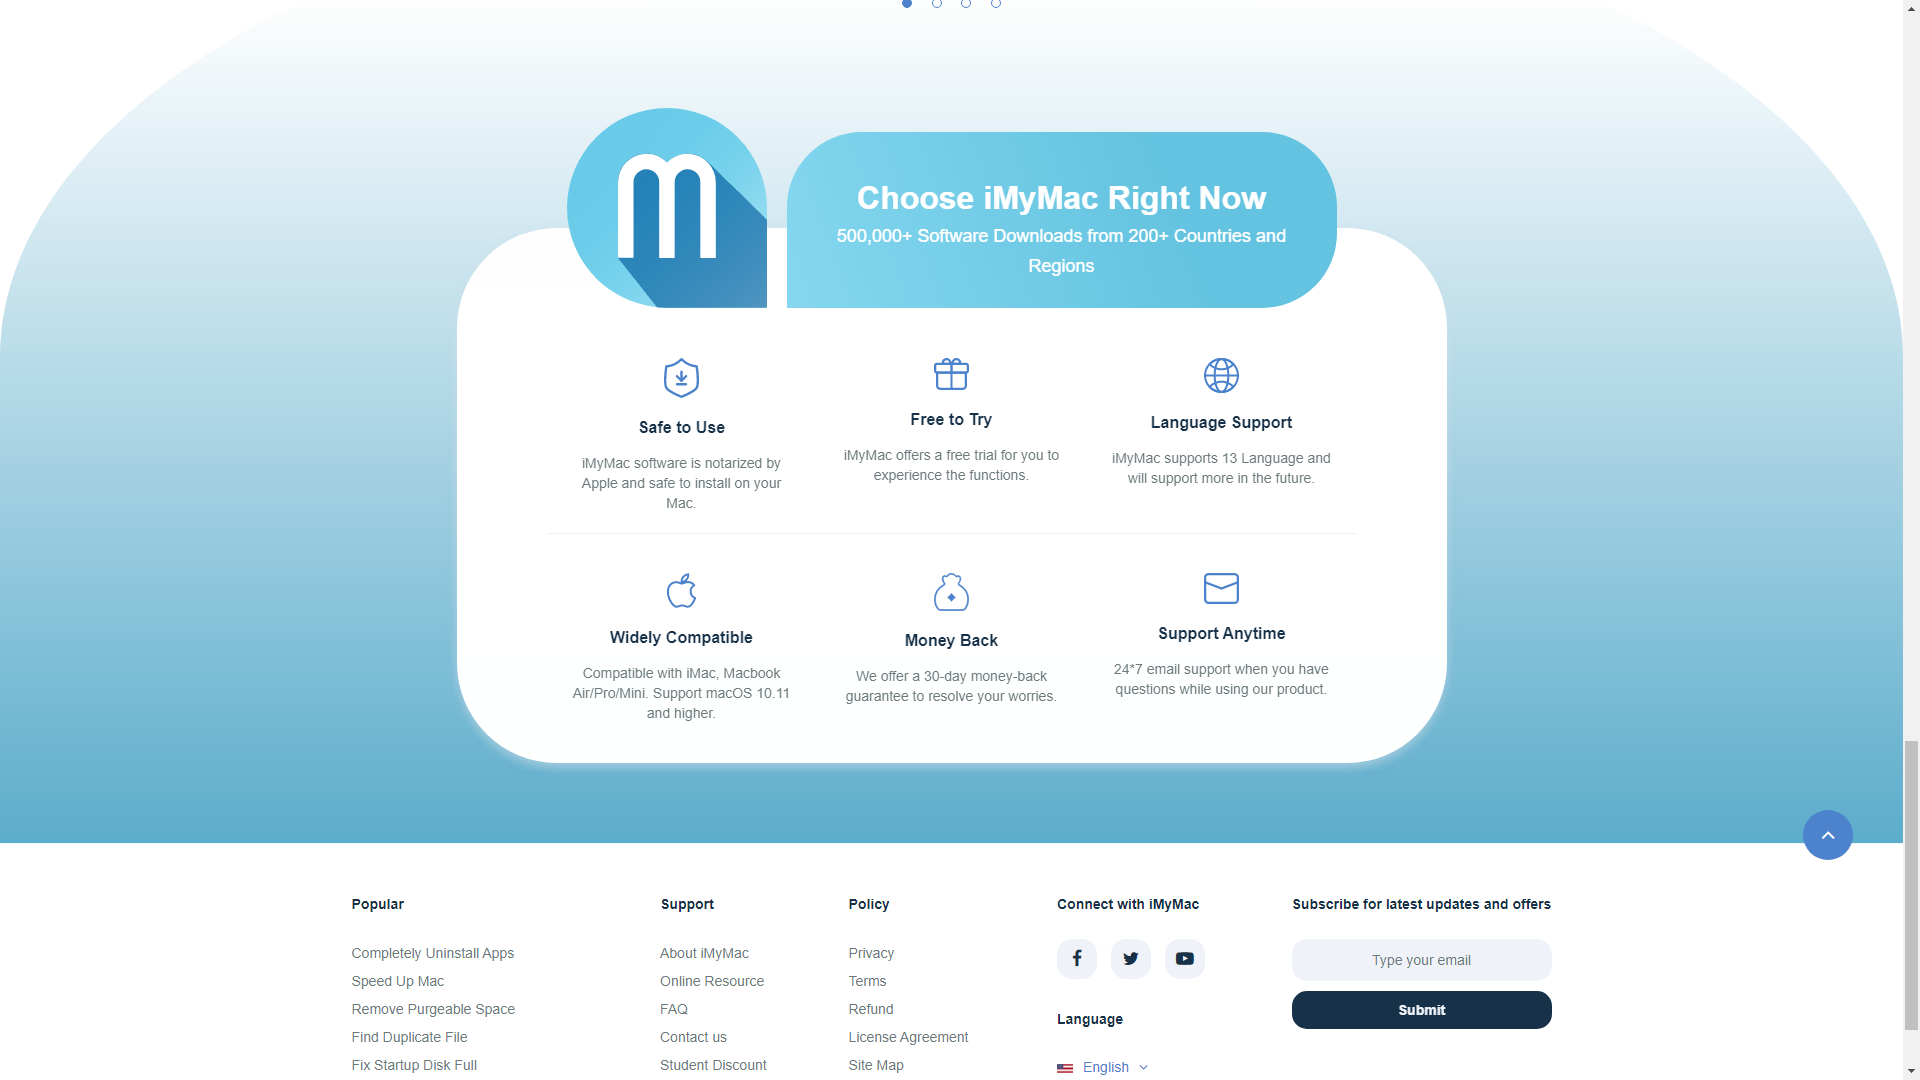 Choose iMyMac Right Now
500,000+ Software Downloads from 200+ Countries and
Regions
Safe to Use
iMyMac software is notarized by
Apple and safe to install on your
Mac.
Free to Try
iMyMac offers a free trial for you to
experience the functions.
Language Support
iMyMac supports 13 Language and
will support more in the future.
Widely Compatible
Compatible with iMac, Macbook
Air/Pro/Mini. Support macOS 10.11
and higher.
Money Back
We offer a 30-day money-back
guarantee to resolve your worries.
Support Anytime
24*7 email support when you have
questions while using our product.
Popular
Completely Uninstall Apps
Speed Up Mac
Remove Purgeable Space
Find Duplicate File
Fix Startup Disk Full
Support
About iMyMac
Online Resource
FAQ
Contact us
Student Discount
Policy
Privacy
Terms
Refund
License Agreement
Site Map
Connect with iMyMac
Language
English
Subscribe for latest updates and offers
Type your email
Submit